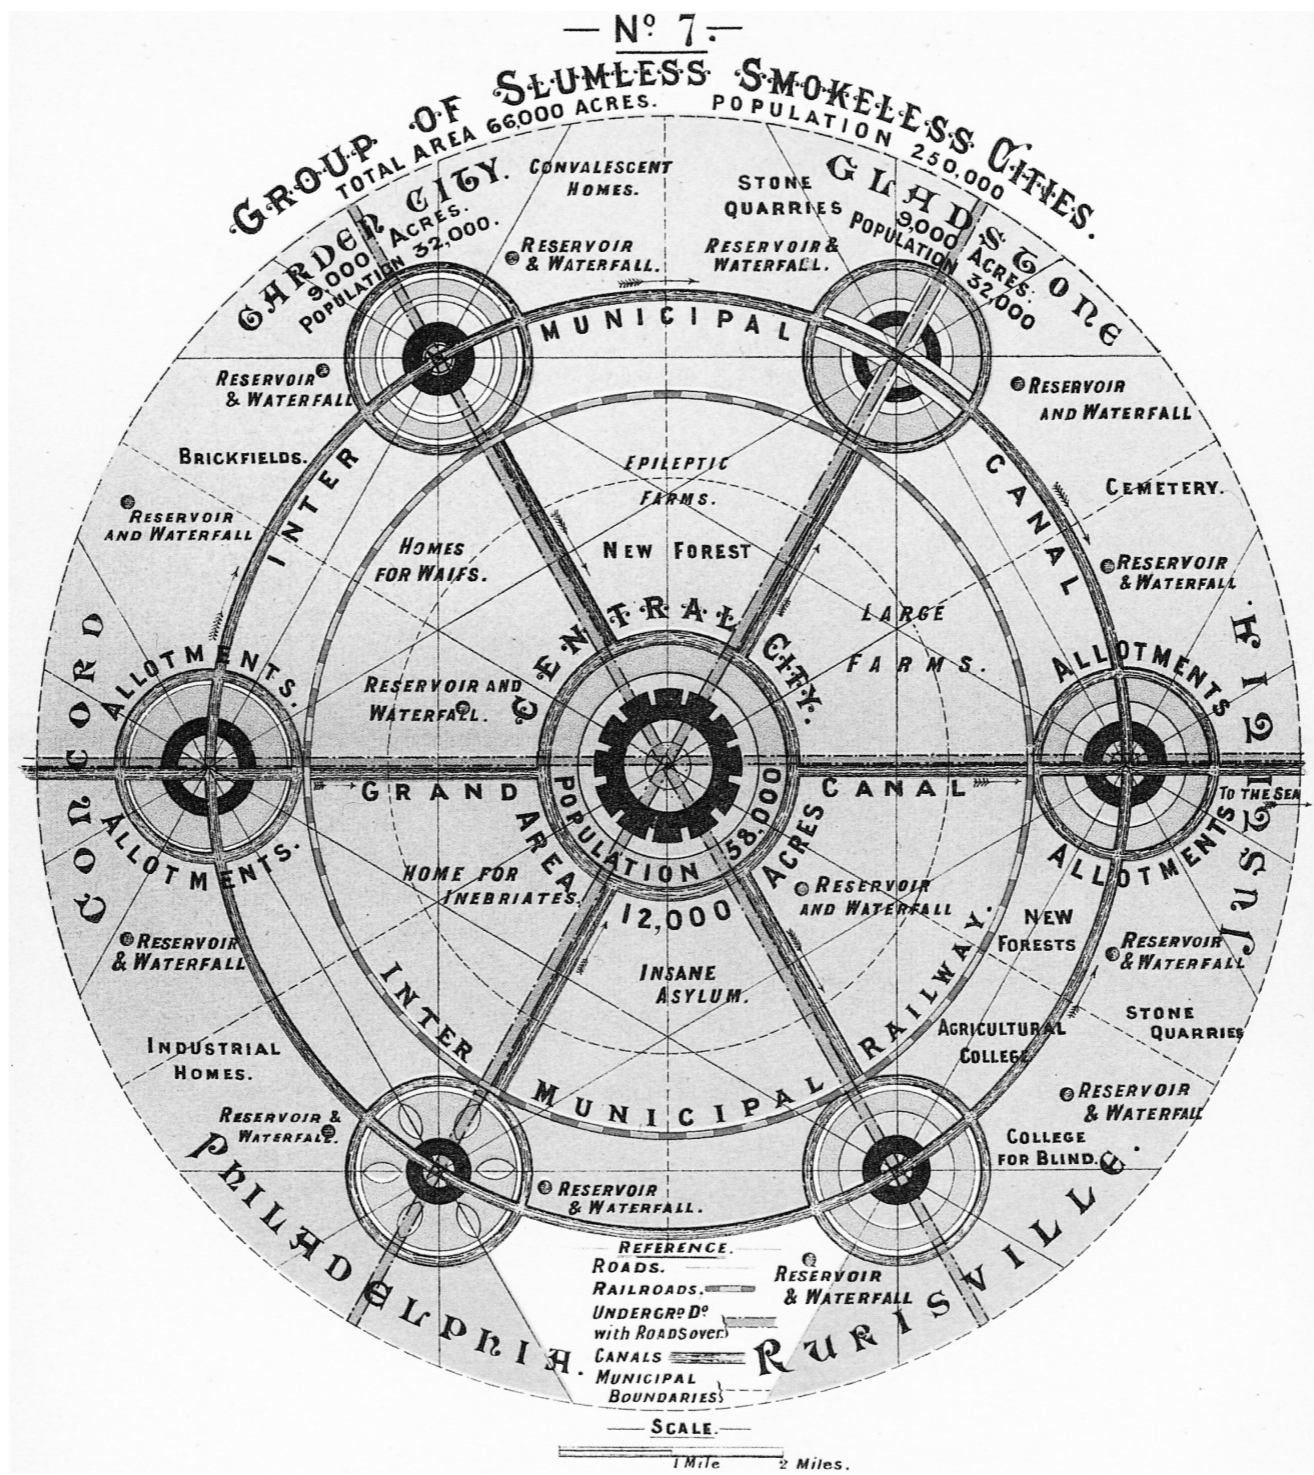 — Nº 7. —
GROUP OF SLUMLESS SMOKELESS CITIES.
TOTAL AREA 66,000 ACRES. POPULATION 250,000
GARDEN CITY.
9,000 ACRES.
POPULATION 32,000.
CONVALESCENT
HOMES.
STONE
QUARRIES
GLADSTONE
9,000 ACRES.
POPULATION 32,000
RESERVOIR
& WATERFALL.
RESERVOIR &
WATERFALL.
INTER MUNICIPAL CANAL
RESERVOIR
& WATERFALL
RESERVOIR
AND WATERFALL
BRICKFIELDS.
EPILEPTIC
FARMS.
CEMETERY.
RESERVOIR
AND WATERFALL
HOMES
FOR WAIFS.
NEW FOREST
RESERVOIR
& WATERFALL
LARGE
FARMS.
CENTRAL CITY.
CONCORD
ALLOTMENTS.
ALLOTMENTS
JUSTITIA
RESERVOIR AND
WATERFALL.
GRAND CANAL
TO THE SEA
AREA 12,000 ACRES
POPULATION 58,000
ALLOTMENTS.
ALLOTMENTS
HOME FOR
INEBRIATES.
RESERVOIR
AND WATERFALL
NEW
FORESTS
RESERVOIR
& WATERFALL
RESERVOIR
& WATERFALL
INSANE
ASYLUM.
STONE
QUARRIES
AGRICULTURAL
COLLEGE
INTER MUNICIPAL RAILWAY.
INDUSTRIAL
HOMES.
RESERVOIR &
WATERFALL.
RESERVOIR
& WATERFALL
COLLEGE
FOR BLIND.
RESERVOIR
& WATERFALL.
PHILADELPHIA.
RURISVILLE.
RESERVOIR
& WATERFALL
REFERENCE.
ROADS.
RAILROADS.
UNDERGRD Dº
with ROADS over.
CANALS
MUNICIPAL
BOUNDARIES
— SCALE. —
1 Mile 2 Miles.